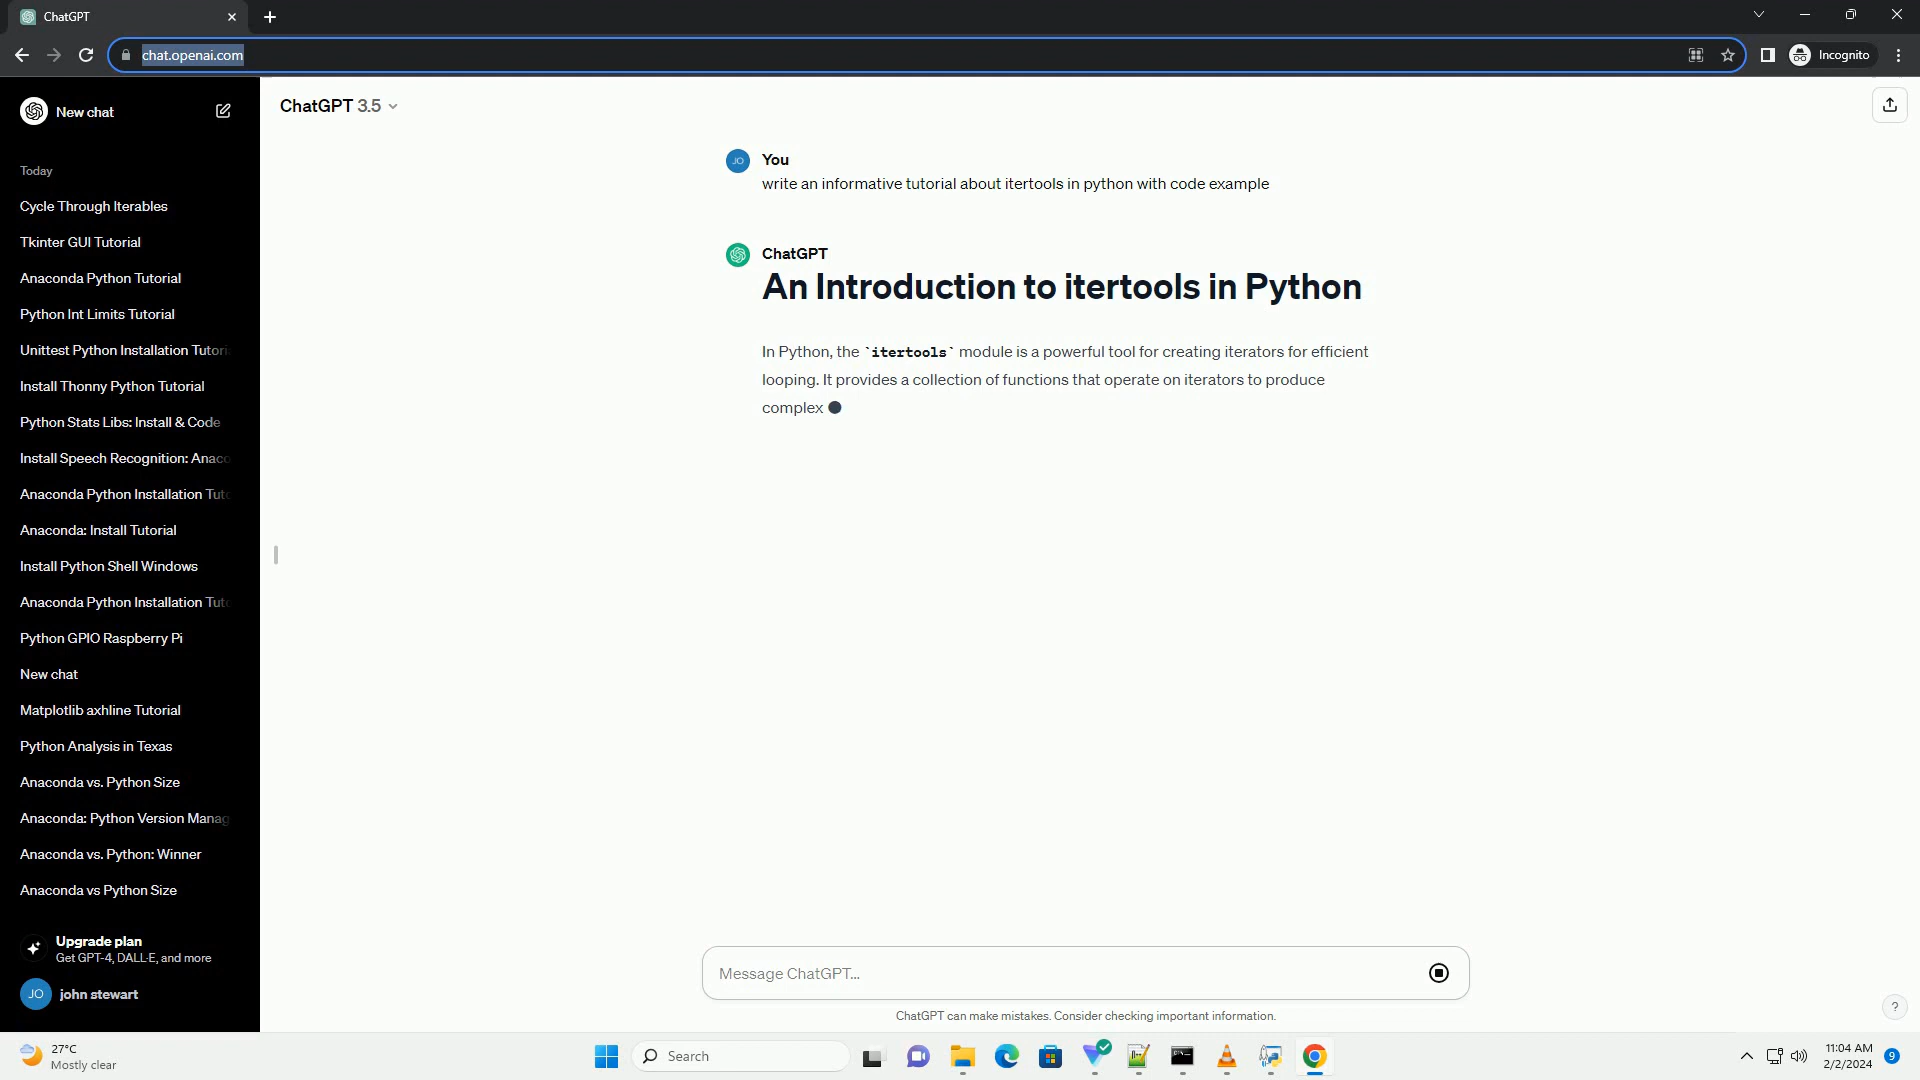 ChatGPT
chat.openai.com
Incognito
New chat
Today
Cycle Through Iterables
Tkinter GUI Tutorial
Anaconda Python Tutorial
Python Int Limits Tutorial
Unittest Python Installation Tutori
Install Thonny Python Tutorial
Python Stats Libs: Install & Code
Install Speech Recognition: Anaco
Anaconda Python Installation Tuto
Anaconda: Install Tutorial
Install Python Shell Windows
Anaconda Python Installation Tuto
Python GPIO Raspberry Pi
New chat
Matplotlib axhline Tutorial
Python Analysis in Texas
Anaconda vs. Python Size
Anaconda: Python Version Manag
Anaconda vs. Python: Winner
Anaconda vs Python Size
Upgrade plan
Get GPT-4, DALL·E, and more
JO
john stewart
ChatGPT 3.5
JO
You
write an informative tutorial about itertools in python with code example
ChatGPT
An Introduction to itertools in Python
In Python, the `itertools` module is a powerful tool for creating iterators for efficient
looping. It provides a collection of functions that operate on iterators to produce
complex
Message ChatGPT...
ChatGPT can make mistakes. Consider checking important information.
?
27°C
Mostly clear
Search
11:04 AM
2/2/2024
9